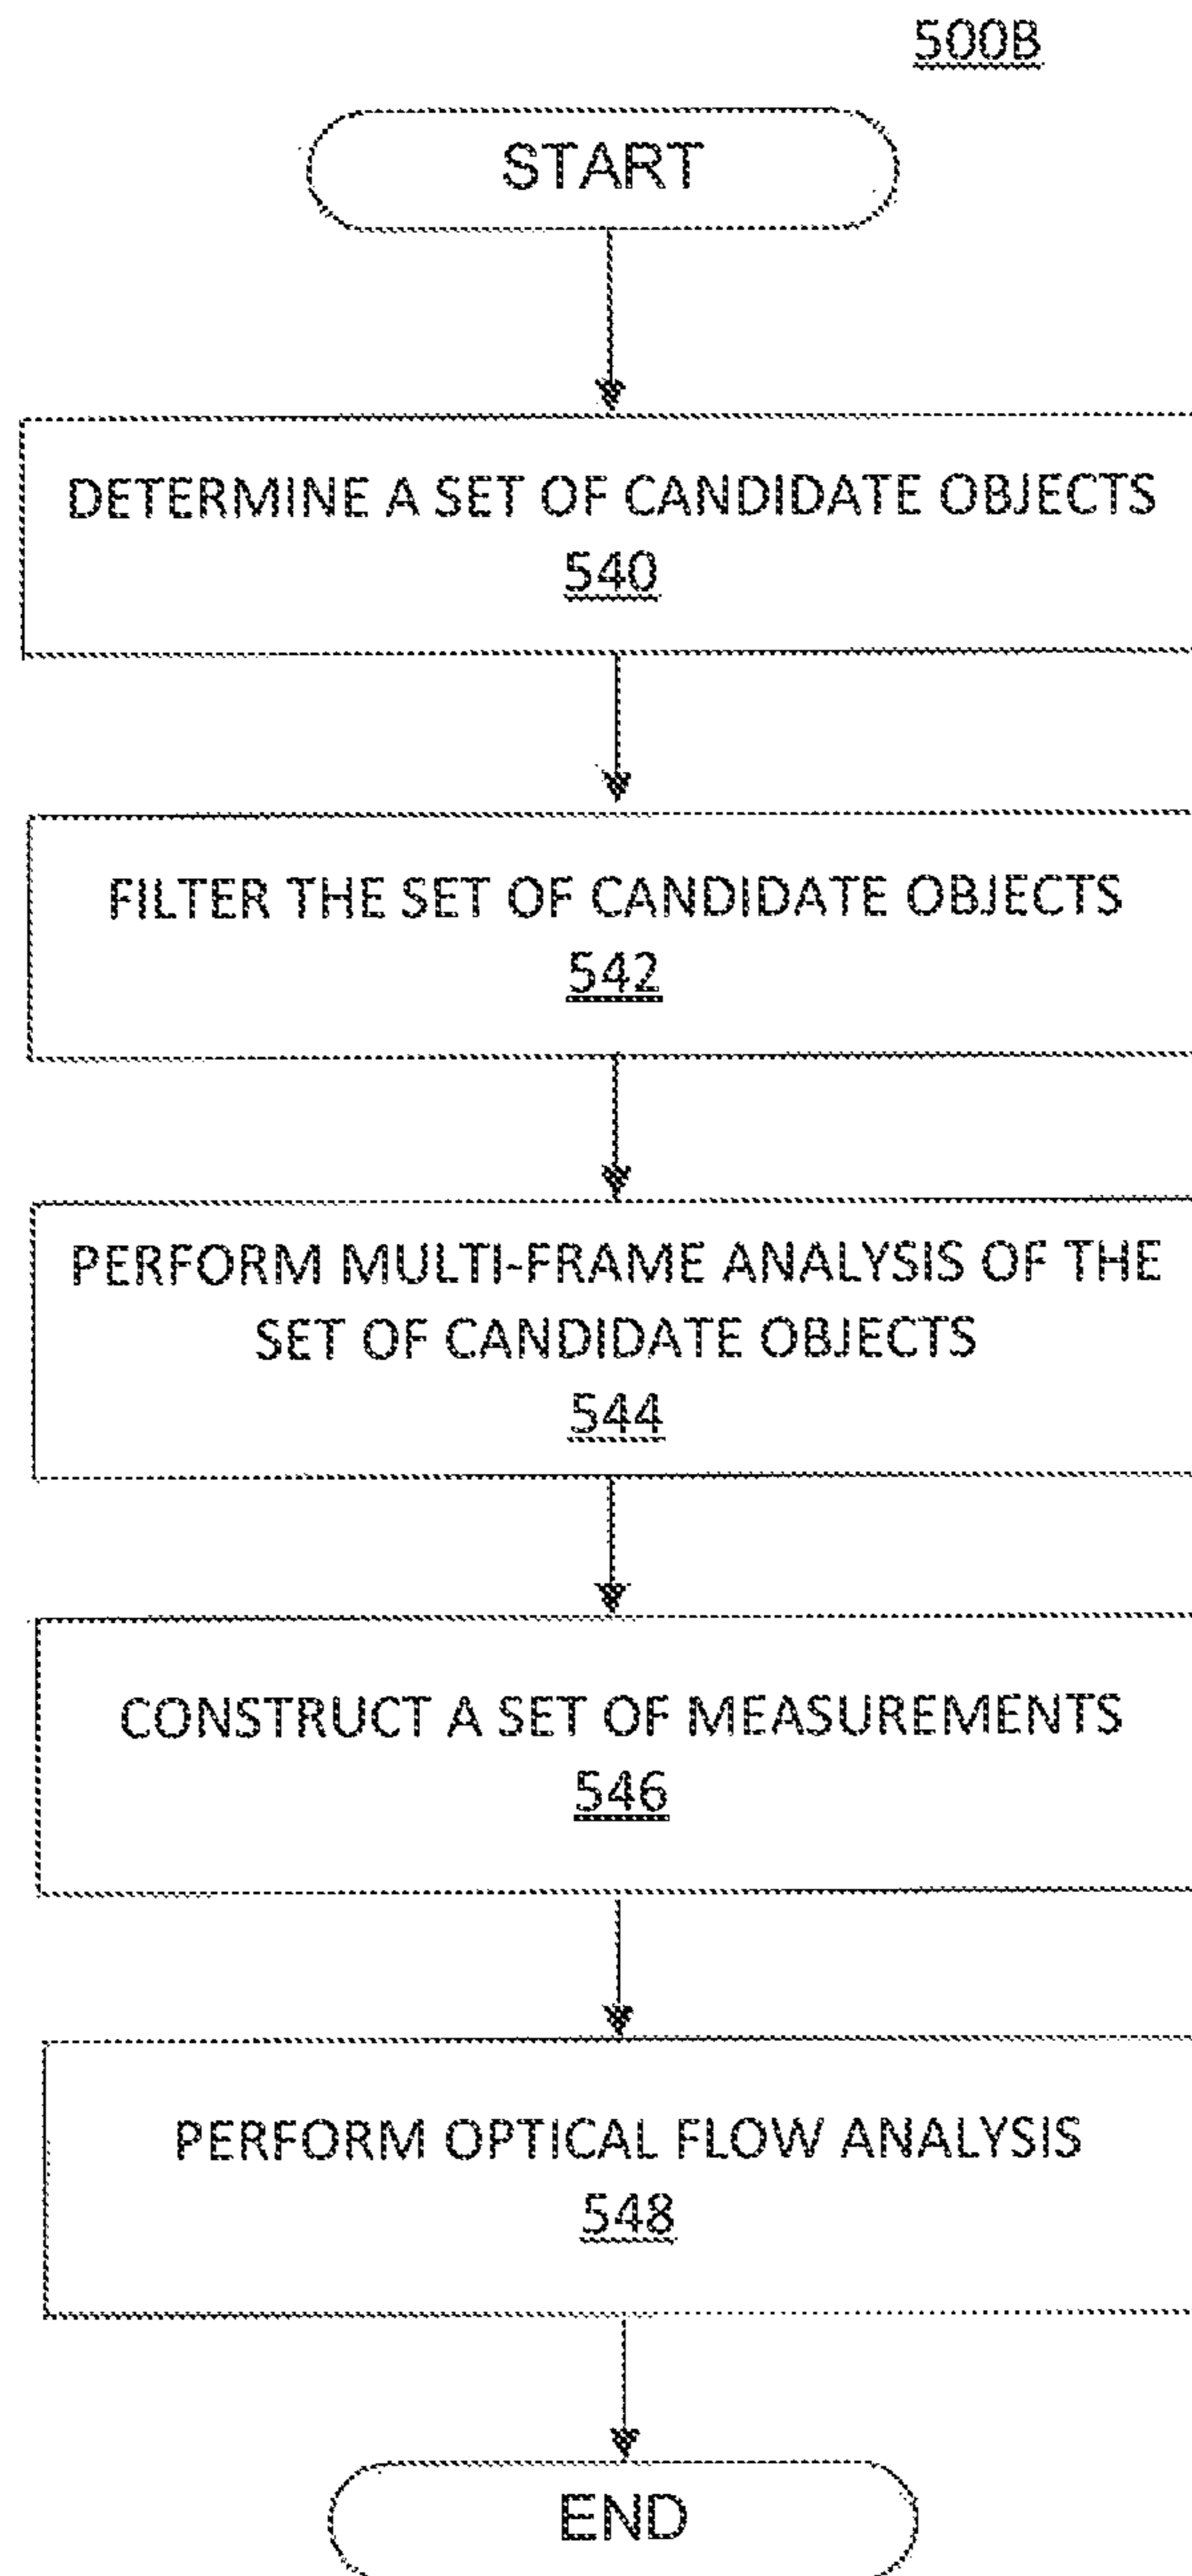 500B
START
DETERMINE A SET OF CANDIDATE OBJECTS
540
FILTER THE SET OF CANDIDATE OBJECTS
542
PERFORM MULTI-FRAME ANALYSIS OF THE
SET OF CANDIDATE OBJECTS
544
CONSTRUCT A SET OF MEASUREMENTS
546
PERFORM OPTICAL FLOW ANALYSIS
548
END